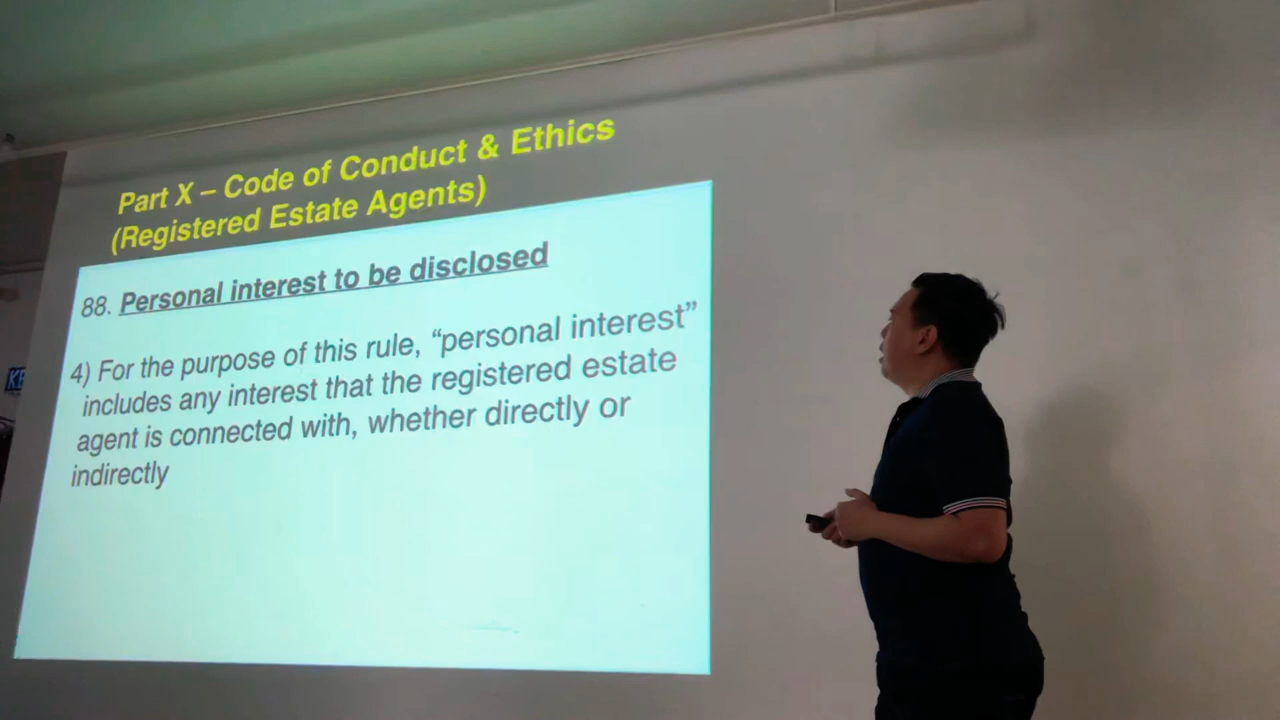 Part X – Code of Conduct & Ethics
(Registered Estate Agents)
88. Personal interest to be disclosed
4) For the purpose of this rule, “personal interest”
includes any interest that the registered estate
agent is connected with, whether directly or
indirectly